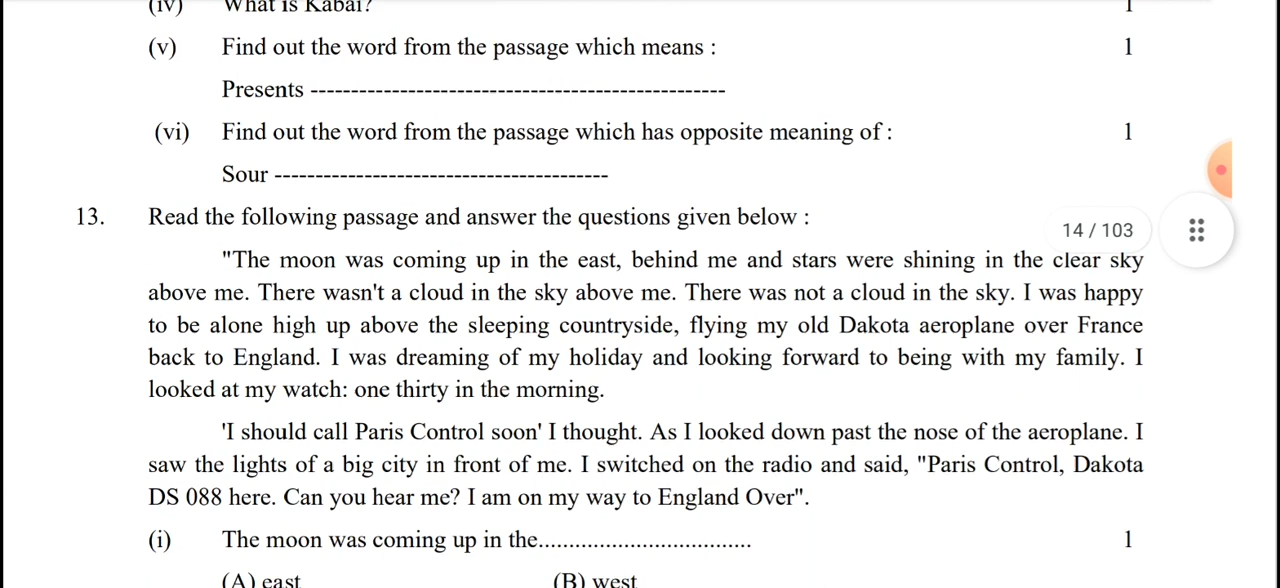 (iv) What is Kabai? 1
(v) Find out the word from the passage which means : 1
Presents ---------------------------------------------------
(vi) Find out the word from the passage which has opposite meaning of : 1
Sour -----------------------------------------
13. Read the following passage and answer the questions given below :
14 / 103
"The moon was coming up in the east, behind me and stars were shining in the clear sky
above me. There wasn't a cloud in the sky above me. There was not a cloud in the sky. I was happy
to be alone high up above the sleeping countryside, flying my old Dakota aeroplane over France
back to England. I was dreaming of my holiday and looking forward to being with my family. I
looked at my watch: one thirty in the morning.
'I should call Paris Control soon' I thought. As I looked down past the nose of the aeroplane. I
saw the lights of a big city in front of me. I switched on the radio and said, "Paris Control, Dakota
DS 088 here. Can you hear me? I am on my way to England Over".
(i) The moon was coming up in the.................................. 1
(A) east (B) west